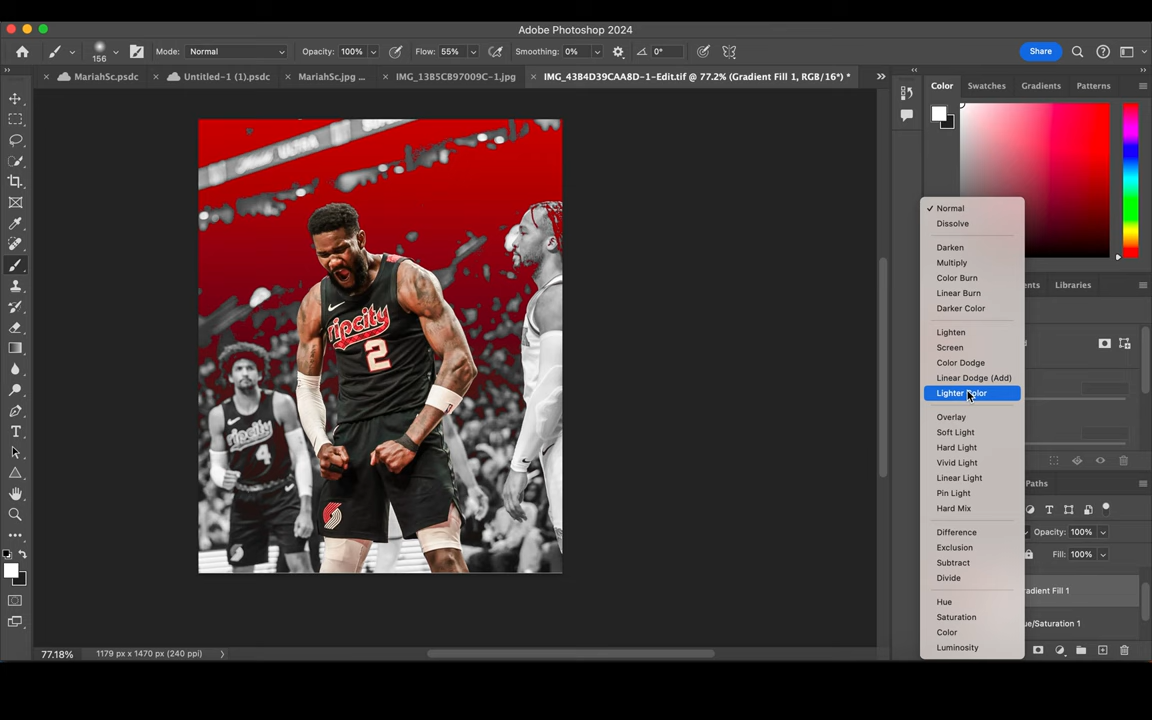 Adobe Photoshop 2024
156 Mode: Normal Opacity: 100% Flow: 55% Smoothing: 0% 0° Share
MariahSc.psdc Untitled-1 (1).psdc MariahSc.jpg ... IMG_13B5CB97009C-1.jpg IMG_43B4D39CAA8D-1-Edit.tif @ 77.2% (Gradient Fill 1, RGB/16*) *
Color Swatches Gradients Patterns
Normal
Dissolve
Darken
Multiply
Color Burn
Linear Burn
Darker Color
Lighten
Screen
Color Dodge
Linear Dodge (Add)
Lighter Color
Overlay
Soft Light
Hard Light
Vivid Light
Linear Light
Pin Light
Hard Mix
Difference
Exclusion
Subtract
Divide
Hue
Saturation
Color
Luminosity
ents Libraries
Paths
Opacity: 100%
Fill: 100%
radient Fill 1
ue/Saturation 1
ripcity
2
ripcity
4
77.18% 1179 px x 1470 px (240 ppi)